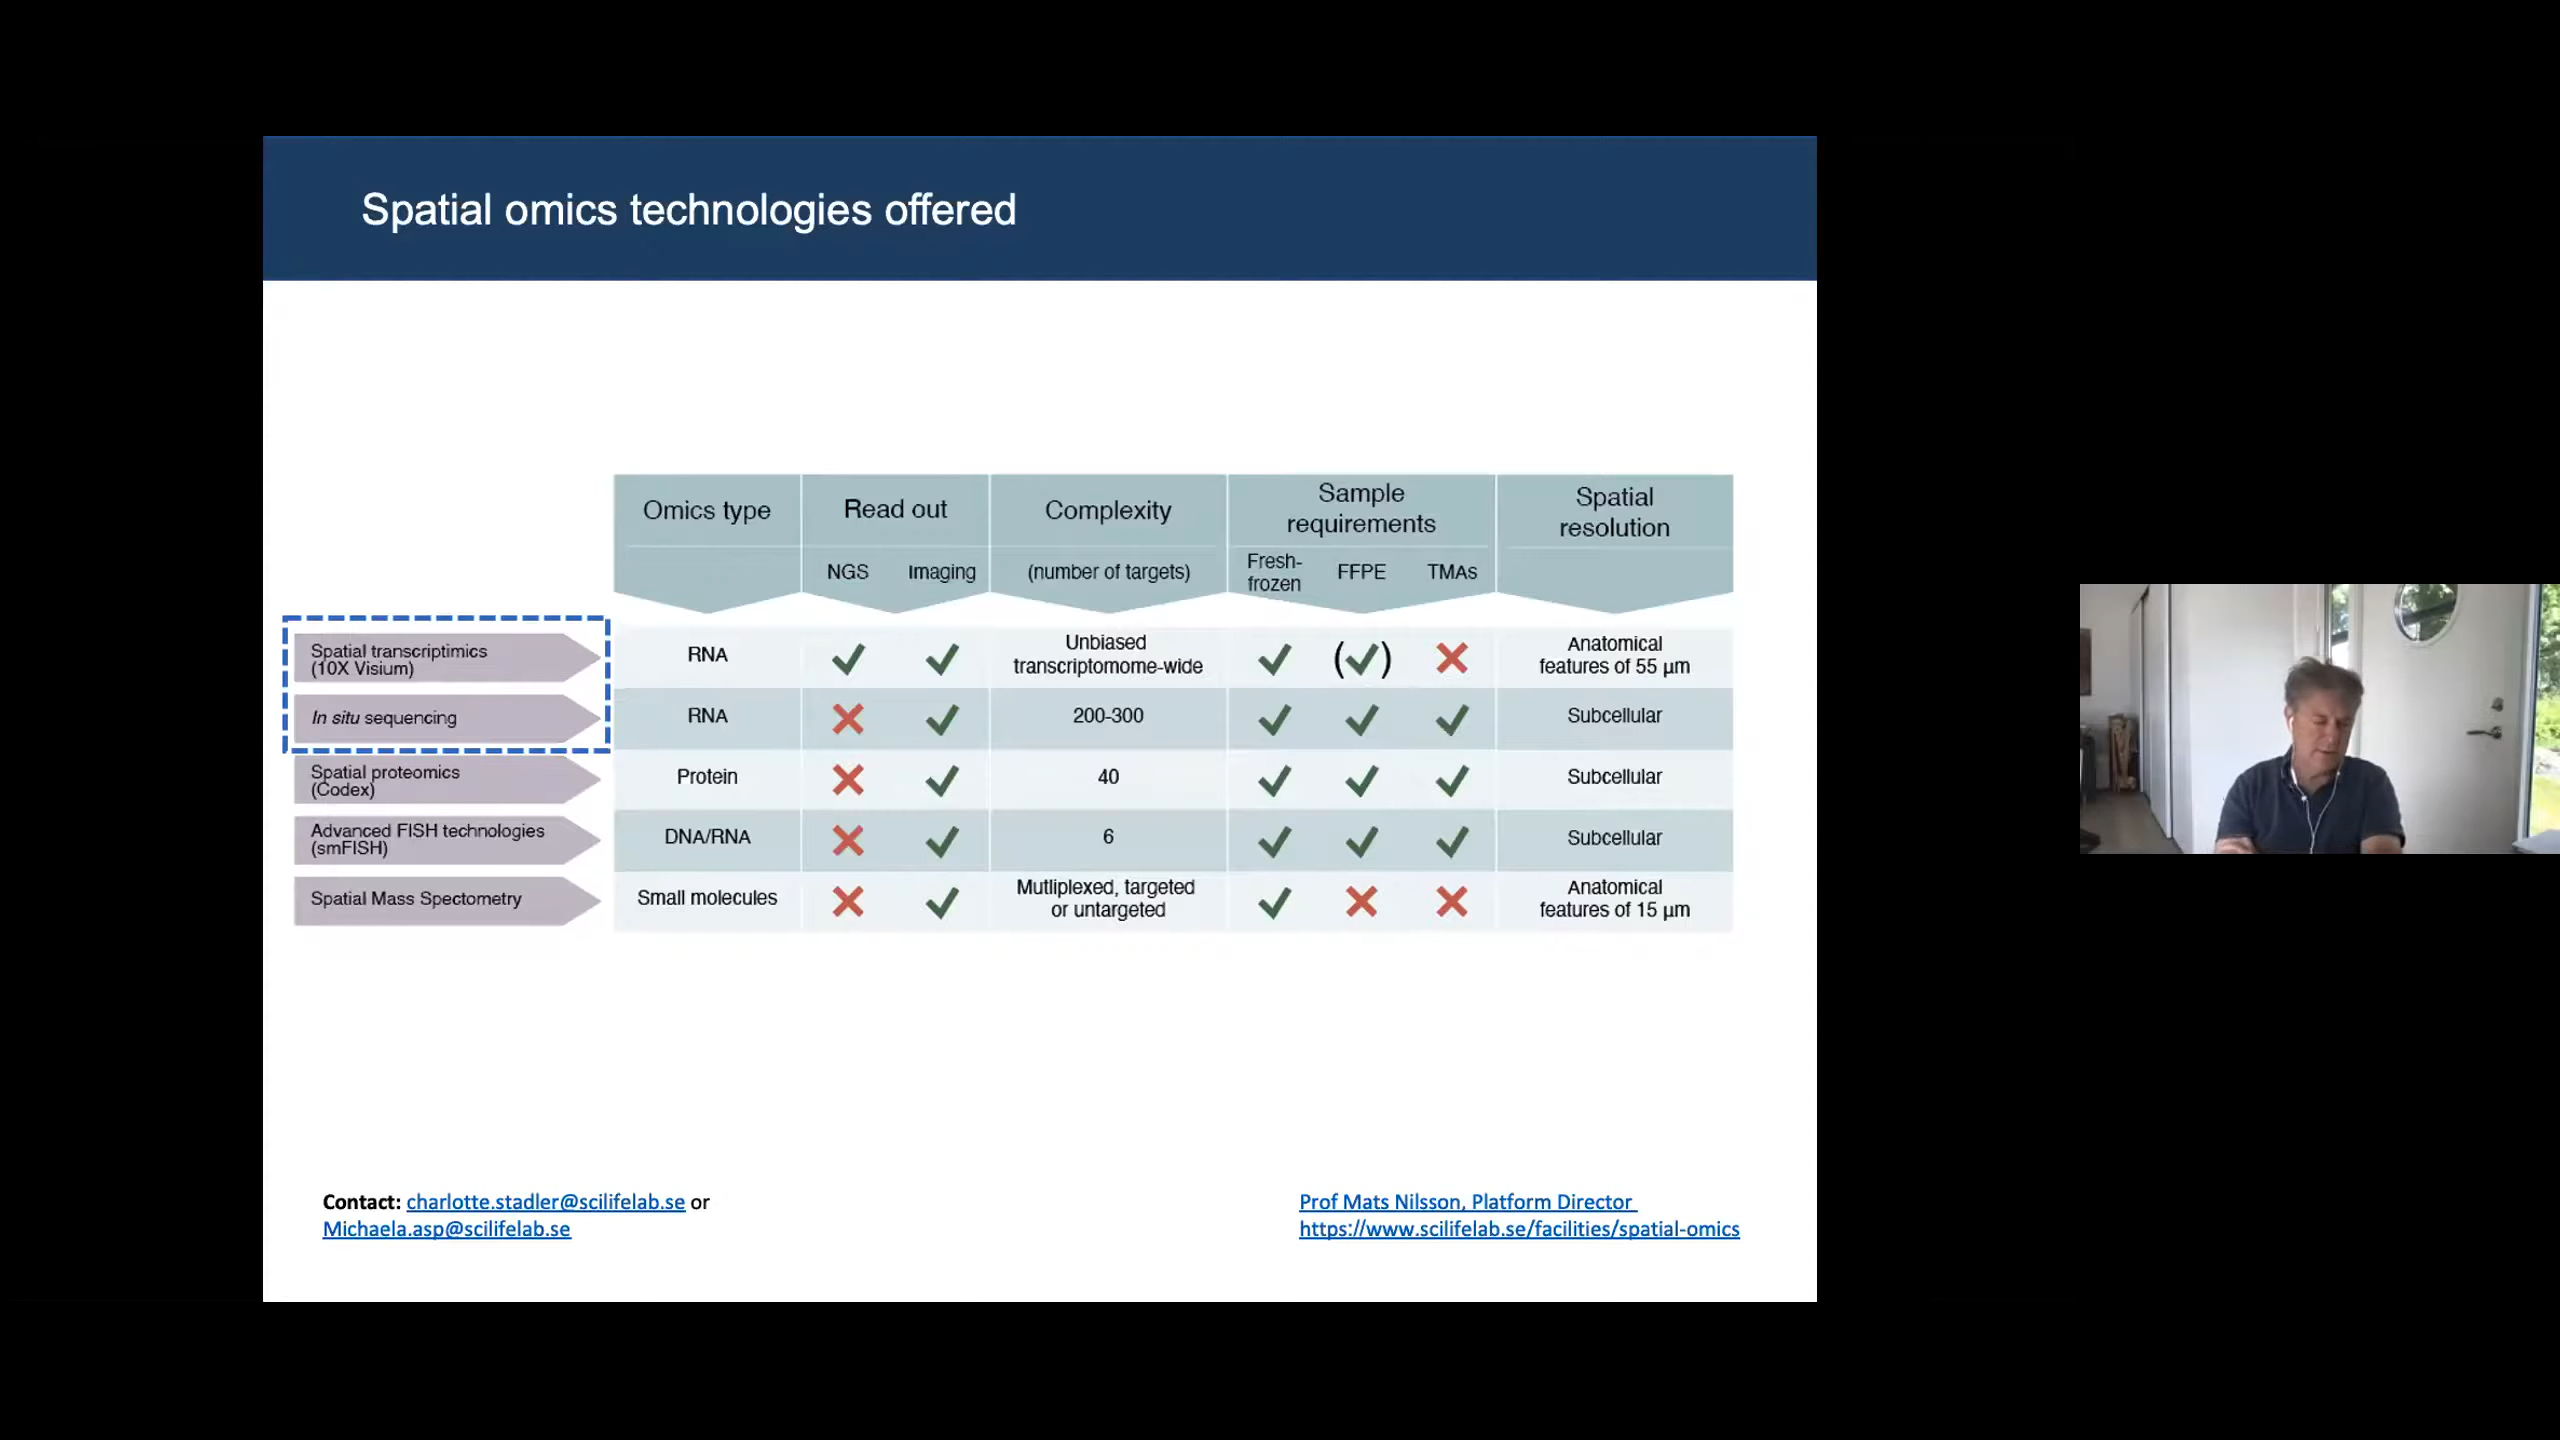 Spatial omics technologies offered
Omics type
Read out
Complexity
Sample
requirements
Spatial
resolution
NGS
Imaging
(number of targets)
Fresh-
frozen
FFPE
TMAs
Spatial transcriptimics
(10X Visium)
RNA
Unbiased
transcriptomome-wide
( )
Anatomical
features of 55 µm
In situ sequencing
RNA
200-300
Subcellular
Spatial proteomics
(Codex)
Protein
40
Subcellular
Advanced FISH technologies
(smFISH)
DNA/RNA
6
Subcellular
Spatial Mass Spectometry
Small molecules
Mutliplexed, targeted
or untargeted
Anatomical
features of 15 µm
Contact: charlotte.stadler@scilifelab.se or
Michaela.asp@scilifelab.se
Prof Mats Nilsson, Platform Director
https://www.scilifelab.se/facilities/spatial-omics